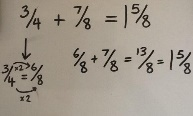 3/4 + 7/8 = 1 5/8
6/8 + 7/8 = 13/8 = 1 5/8
×2
3/4 = 6/8
×2